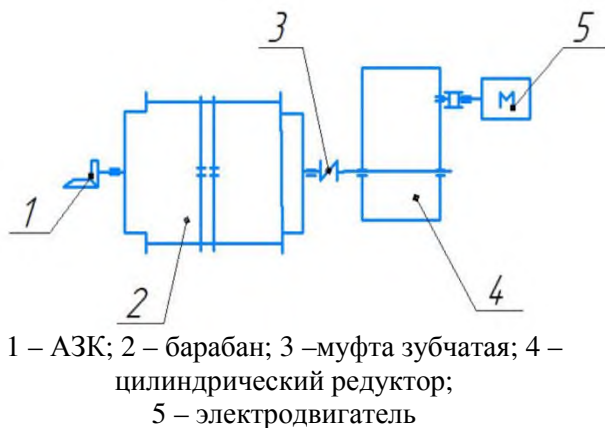 3
5
M
1
2
4
1 – АЗК; 2 – барабан; 3 –муфта зубчатая; 4 –
цилиндрический редуктор;
5 – электродвигатель